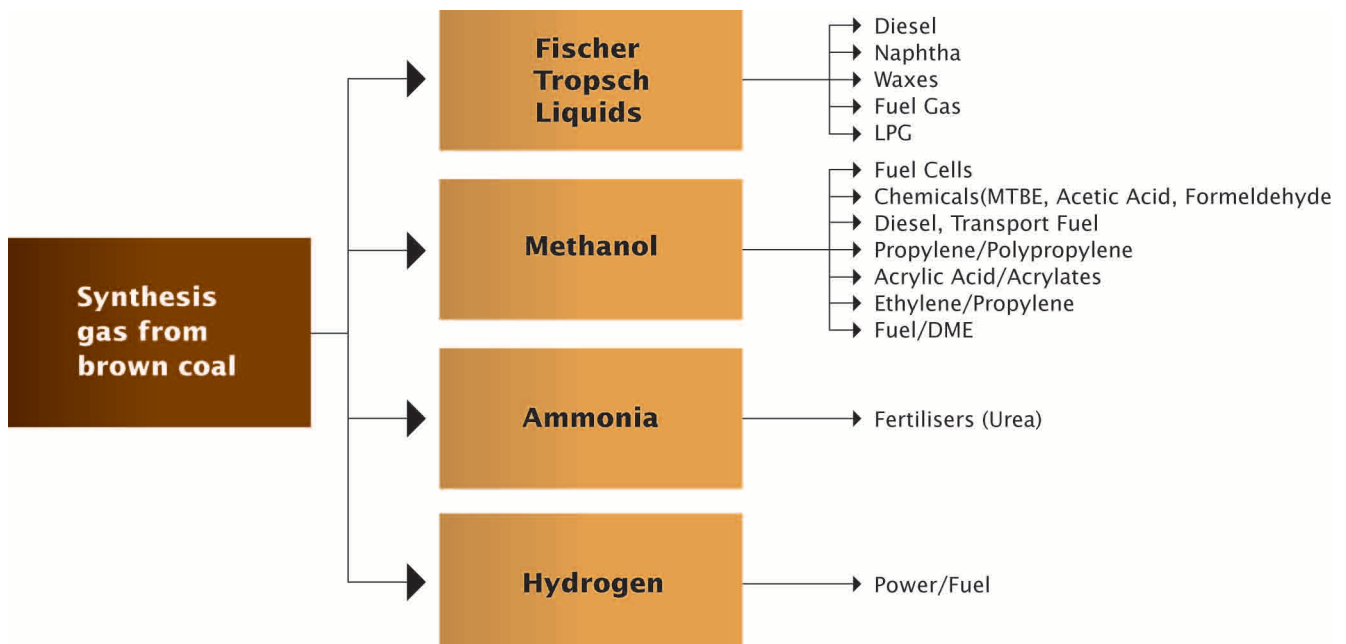 Synthesis
gas from
brown coal
Fischer
Tropsch
Liquids
Diesel
Naphtha
Waxes
Fuel Gas
LPG
Methanol
Fuel Cells
Chemicals(MTBE, Acetic Acid, Formeldehyde
Diesel, Transport Fuel
Propylene/Polypropylene
Acrylic Acid/Acrylates
Ethylene/Propylene
Fuel/DME
Ammonia
Fertilisers (Urea)
Hydrogen
Power/Fuel